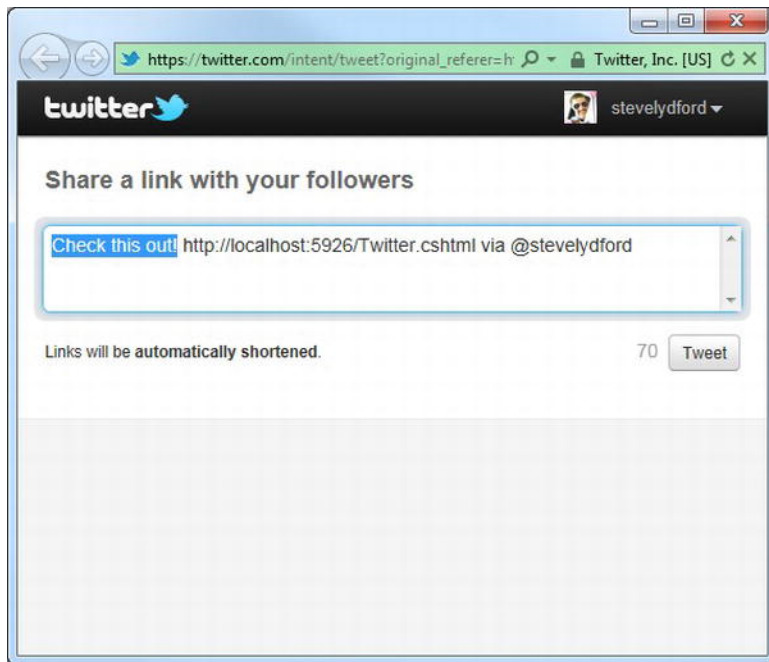 https://twitter.com/intent/tweet?original_referer=h
Twitter, Inc. [US]
twitter
stevelydford
Share a link with your followers
Check this out! http://localhost:5926/Twitter.cshtml via @stevelydford
Links will be automatically shortened.
70
Tweet